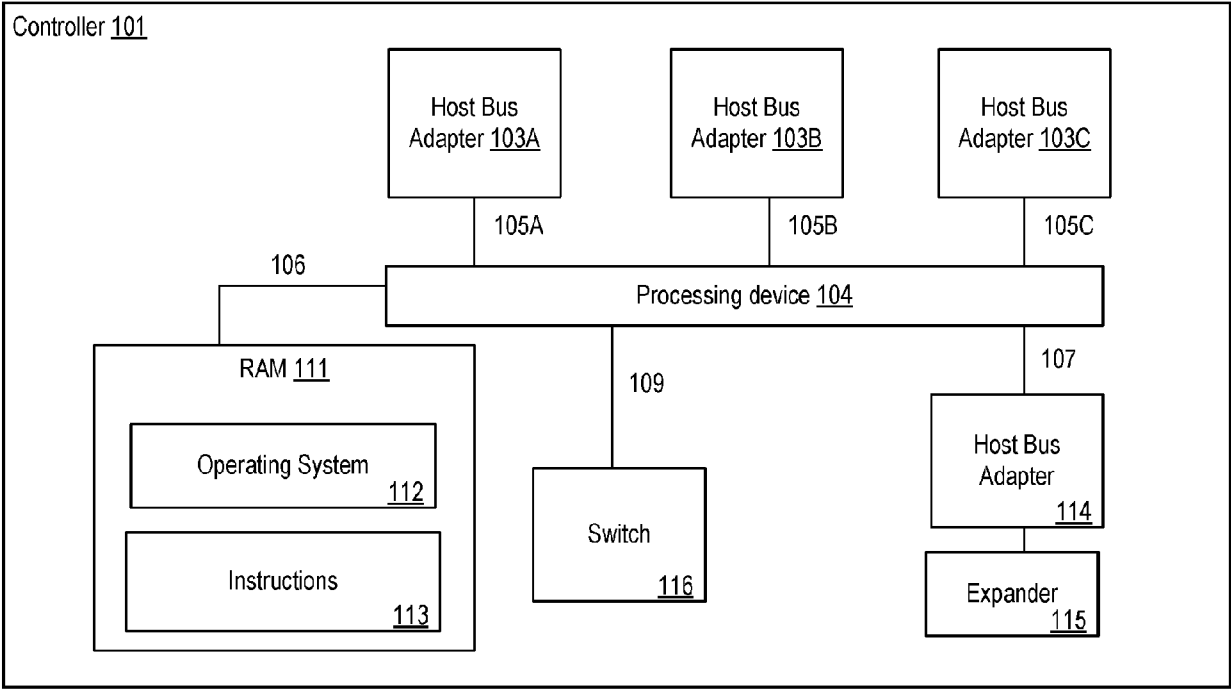 Controller 101
Host Bus
Adapter 103A
Host Bus
Adapter 103B
Host Bus
Adapter 103C
105A
105B
105C
106
Processing device 104
RAM 111
109
107
Operating System
112
Instructions
113
Switch
116
Host Bus
Adapter
114
Expander
115